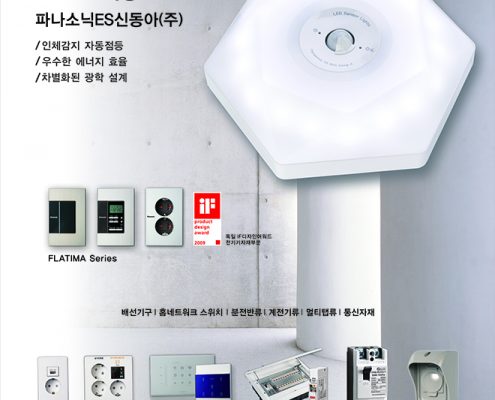 파나소닉ES신동아(주)
/인체감지 자동점등
/우수한 에너지 효율
/차별화된 광학 설계
LED Sensor Light
iF
product
design
award
2009
독일 iF디자인어워드
전기기자재부문
FLATIMA Series
배선기구 | 홈네트워크 스위치 | 분전반류 | 계전기류 | 멀티탭류 | 통신자재